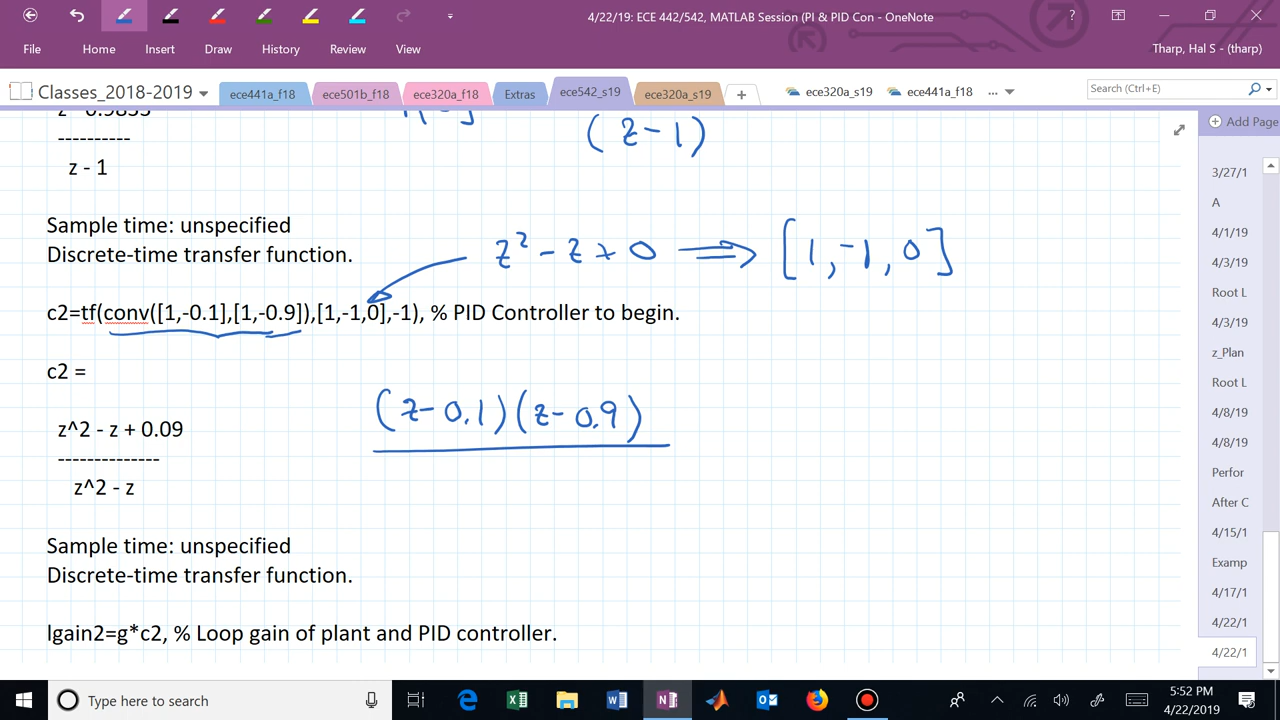 4/22/19: ECE 442/542, MATLAB Session (PI & PID Con - OneNote
?
File Home Insert Draw History Review View
Tharp, Hal S - (tharp)
Classes_2018-2019 ece441a_f18 ece501b_f18 ece320a_f18 Extras ece542_s19 ece320a_s19 + ece320a_s19 ece441a_f18 ...
Search (Ctrl+E)
Add Page
3/27/1
A
4/1/19
4/3/19
Root L
4/3/19
z_Plan
Root L
4/8/19
4/8/19
Perfor
After C
4/15/1
Examp
4/17/1
4/22/1
4/22/1
----------
(z-1)
z - 1
Sample time: unspecified
z² - z + 0 ⟹ [1, -1, 0]
Discrete-time transfer function.
c2=tf(conv([1,-0.1],[1,-0.9]),[1,-1,0],-1), % PID Controller to begin.
c2 =
(z-0.1)(z-0.9)
z^2 - z + 0.09
--------------
z^2 - z
Sample time: unspecified
Discrete-time transfer function.
lgain2=g*c2, % Loop gain of plant and PID controller.
Type here to search
5:52 PM
4/22/2019